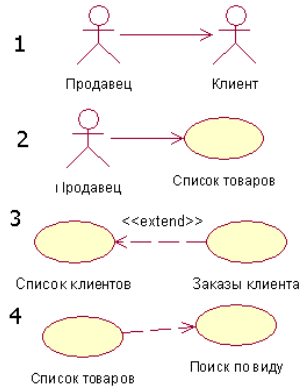 1
Продавец Клиент
2
Продавец Список товаров
3 <<extend>>
Список клиентов Заказы клиента
4
Список товаров Поиск по виду